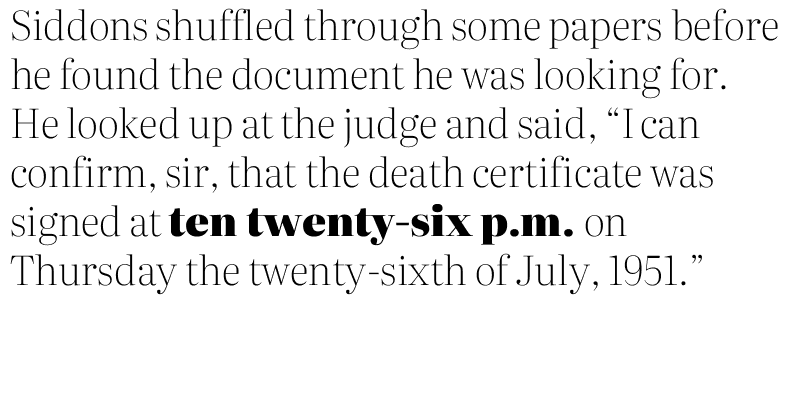 Siddons shuffled through some papers before
he found the document he was looking for.
He looked up at the judge and said, “I can
confirm, sir, that the death certificate was
signed at ten twenty-six p.m. on
Thursday the twenty-sixth of July, 1951.”